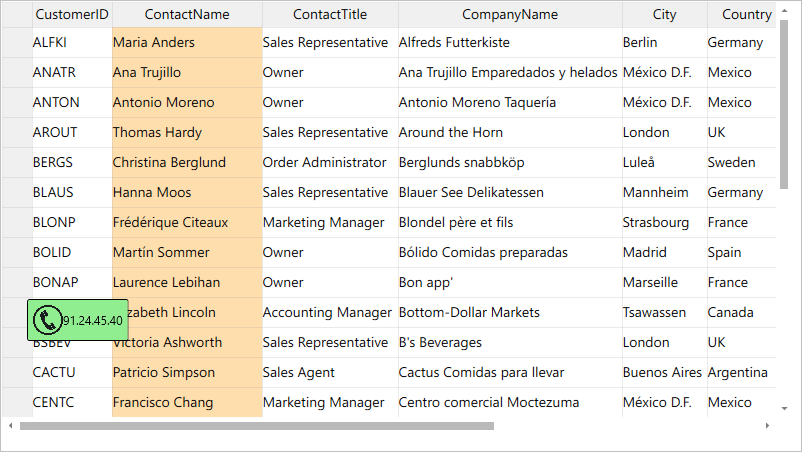 CustomerID ContactName ContactTitle CompanyName City Country
ALFKI Maria Anders Sales Representative Alfreds Futterkiste Berlin Germany
ANATR Ana Trujillo Owner Ana Trujillo Emparedados y helados México D.F. Mexico
ANTON Antonio Moreno Owner Antonio Moreno Taquería México D.F. Mexico
AROUT Thomas Hardy Sales Representative Around the Horn London UK
BERGS Christina Berglund Order Administrator Berglunds snabbköp Luleå Sweden
BLAUS Hanna Moos Sales Representative Blauer See Delikatessen Mannheim Germany
BLONP Frédérique Citeaux Marketing Manager Blondel père et fils Strasbourg France
BOLID Martín Sommer Owner Bólido Comidas preparadas Madrid Spain
BONAP Laurence Lebihan Owner Bon app' Marseille France
91.24.45.40 Lincoln Accounting Manager Bottom-Dollar Markets Tsawassen Canada
BSBEV Victoria Ashworth Sales Representative B's Beverages London UK
CACTU Patricio Simpson Sales Agent Cactus Comidas para llevar Buenos Aires Argentina
CENTC Francisco Chang Marketing Manager Centro comercial Moctezuma México D.F. Mexico